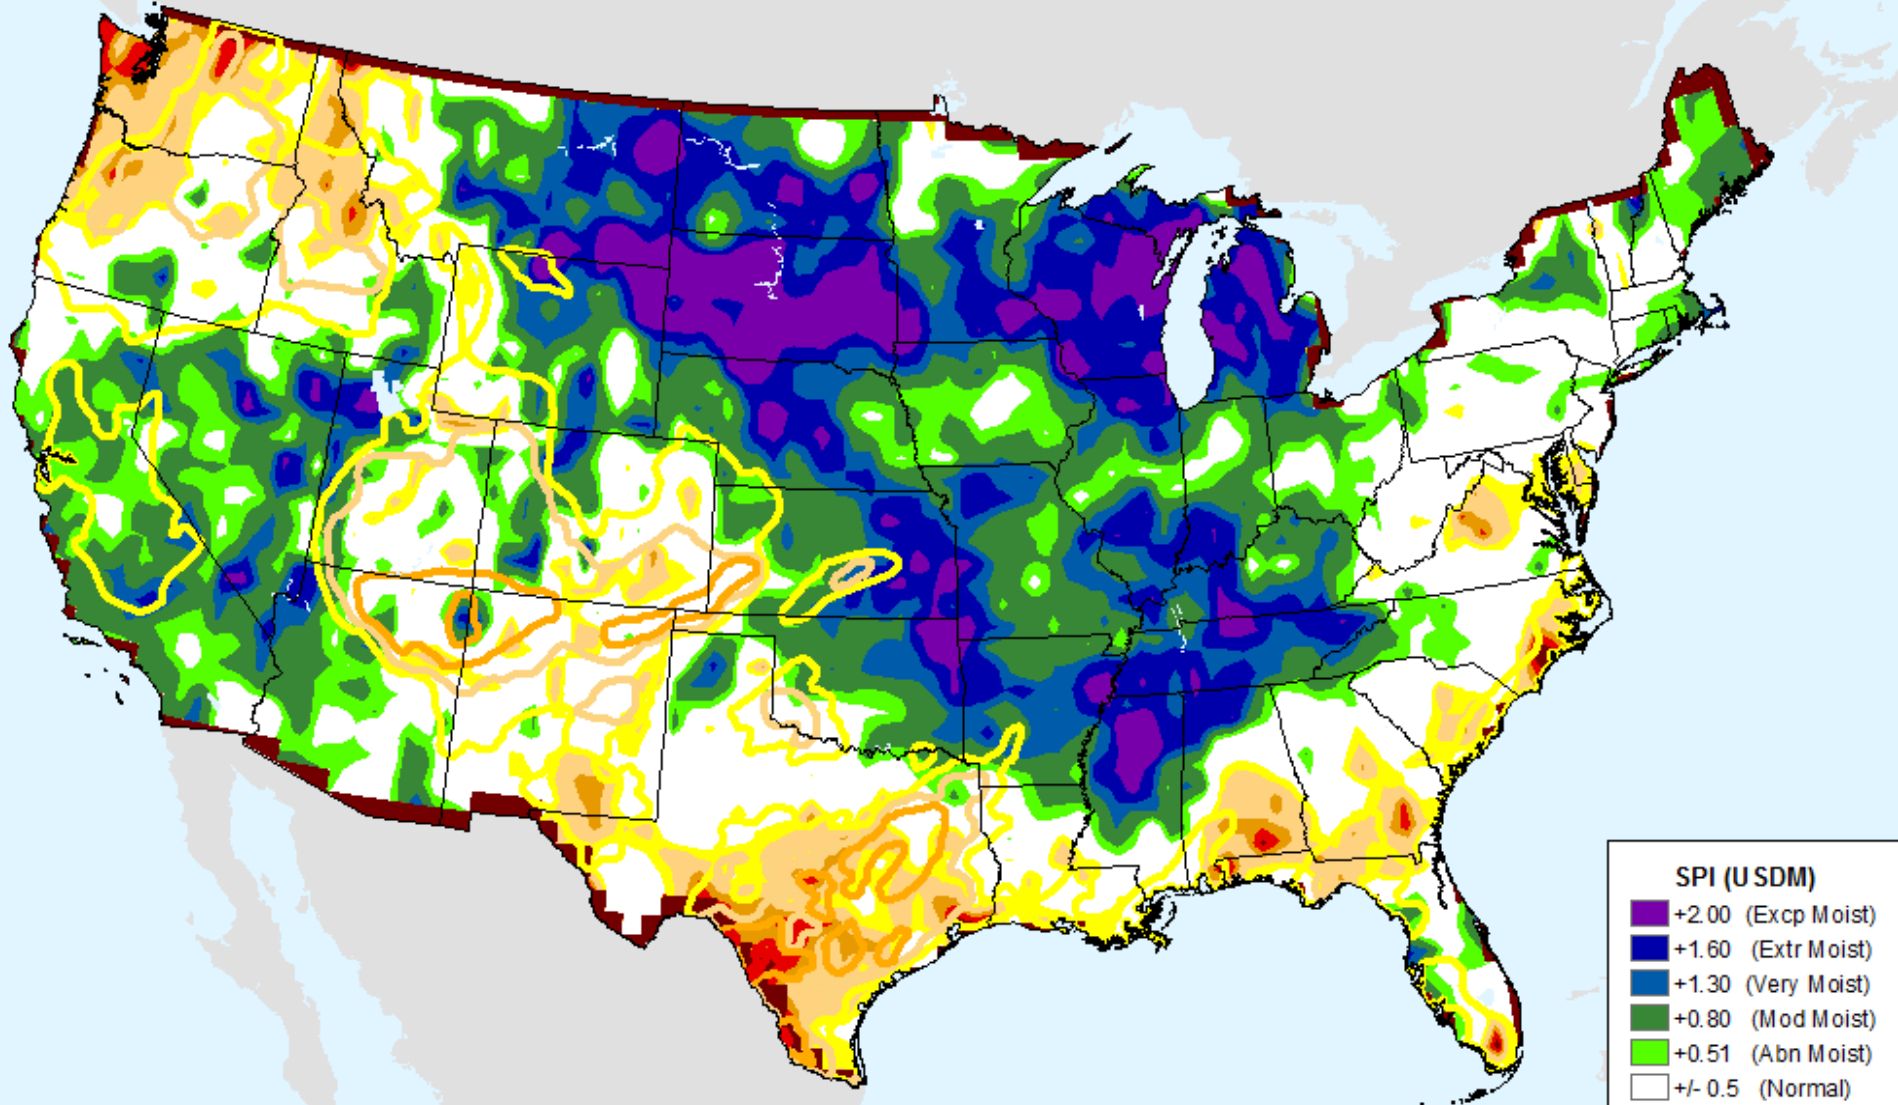 SPI (USDM)
+2.00 (Excp Moist)
+1.60 (Extr Moist)
+1.30 (Very Moist)
+0.80 (Mod Moist)
+0.51 (Abn Moist)
+/- 0.5 (Normal)